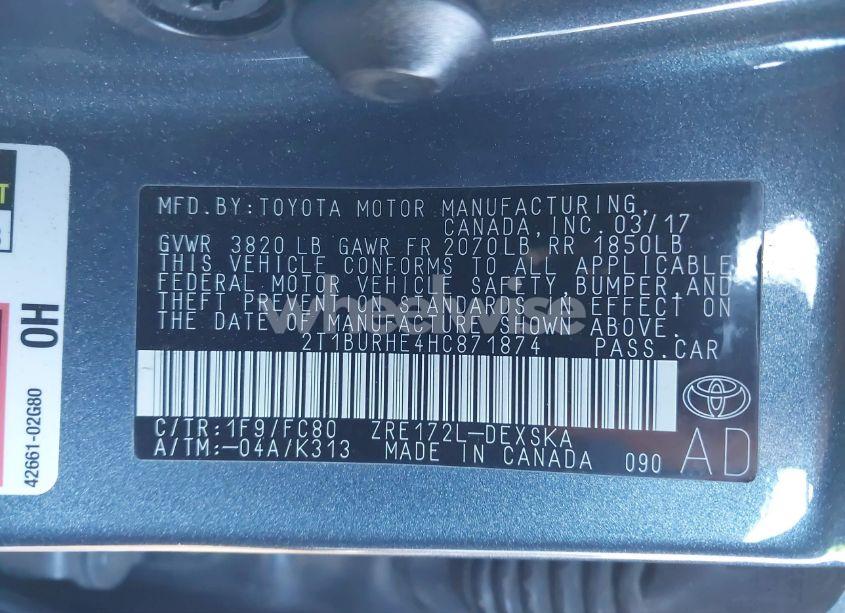 MFD.BY:TOYOTA MOTOR MANUFACTURING,
CANADA,INC. 03/17
GVWR 3820 LB GAWR FR 2070LB RR 1850LB
THIS VEHICLE CONFORMS TO ALL APPLICABLE
FEDERAL MOTOR VEHICLE SAFETY, BUMPER AND
THEFT PREVENTION STANDARDS IN EFFECT ON
THE DATE OF MANUFACTURE SHOWN ABOVE.
2T1BURHE4HC871874 PASS.CAR
C/TR:1F9/FC80 ZRE172L-DEXSKA
A/TM:-04A/K313 MADE IN CANADA 090
AD
OH
42661-02G80
wheelwise